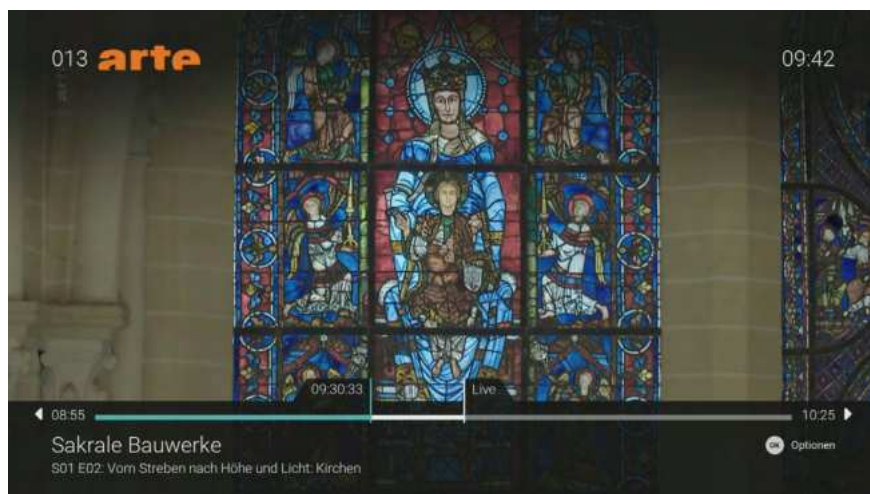 013 arte
09:42
09:30:33
Live
08:55
10:25
Sakrale Bauwerke
OK Optionen
S01 E02: Vom Streben nach Höhe und Licht: Kirchen